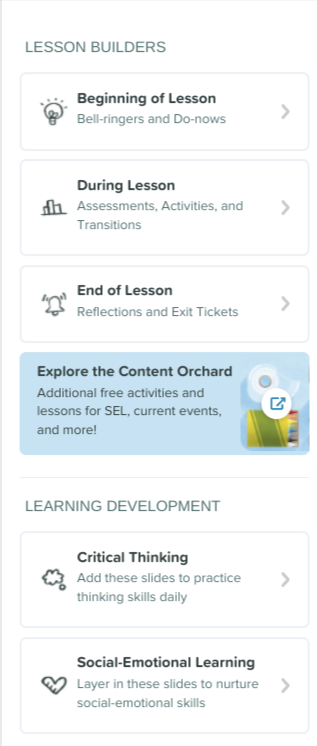 LESSON BUILDERS
Beginning of Lesson
Bell-ringers and Do-nows
During Lesson
Assessments, Activities, and
Transitions
End of Lesson
Reflections and Exit Tickets
Explore the Content Orchard
Additional free activities and
lessons for SEL, current events,
and more!
LEARNING DEVELOPMENT
Critical Thinking
Add these slides to practice
thinking skills daily
Social-Emotional Learning
Layer in these slides to nurture
social-emotional skills